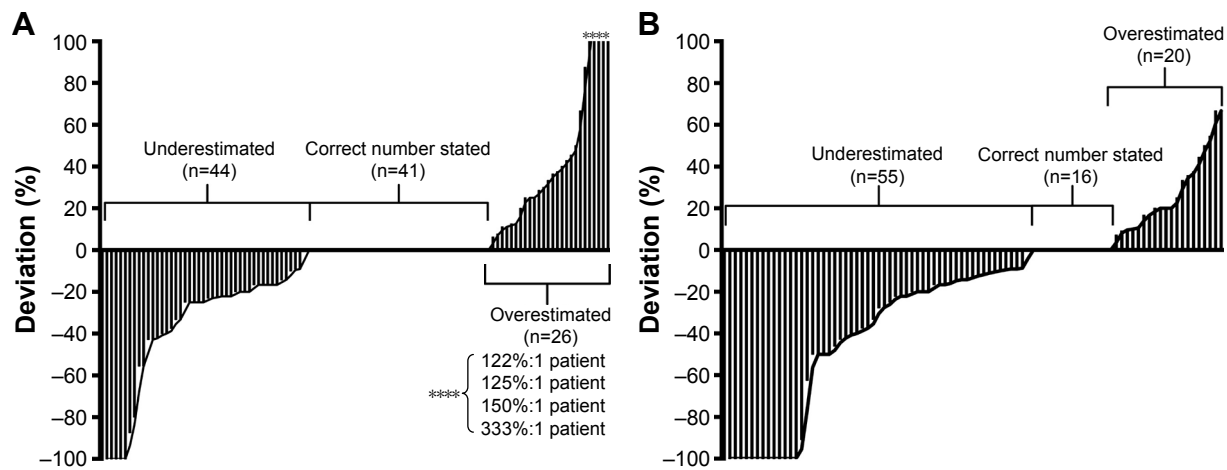 A
Deviation (%)
100
80
60
40
20
0
–20
–40
–60
–80
–100
Underestimated
(n=44)
Correct number stated
(n=41)
****
Overestimated
(n=26)
****
122%:1 patient
125%:1 patient
150%:1 patient
333%:1 patient
B
Deviation (%)
100
80
60
40
20
0
–20
–40
–60
–80
–100
Underestimated
(n=55)
Correct number stated
(n=16)
Overestimated
(n=20)